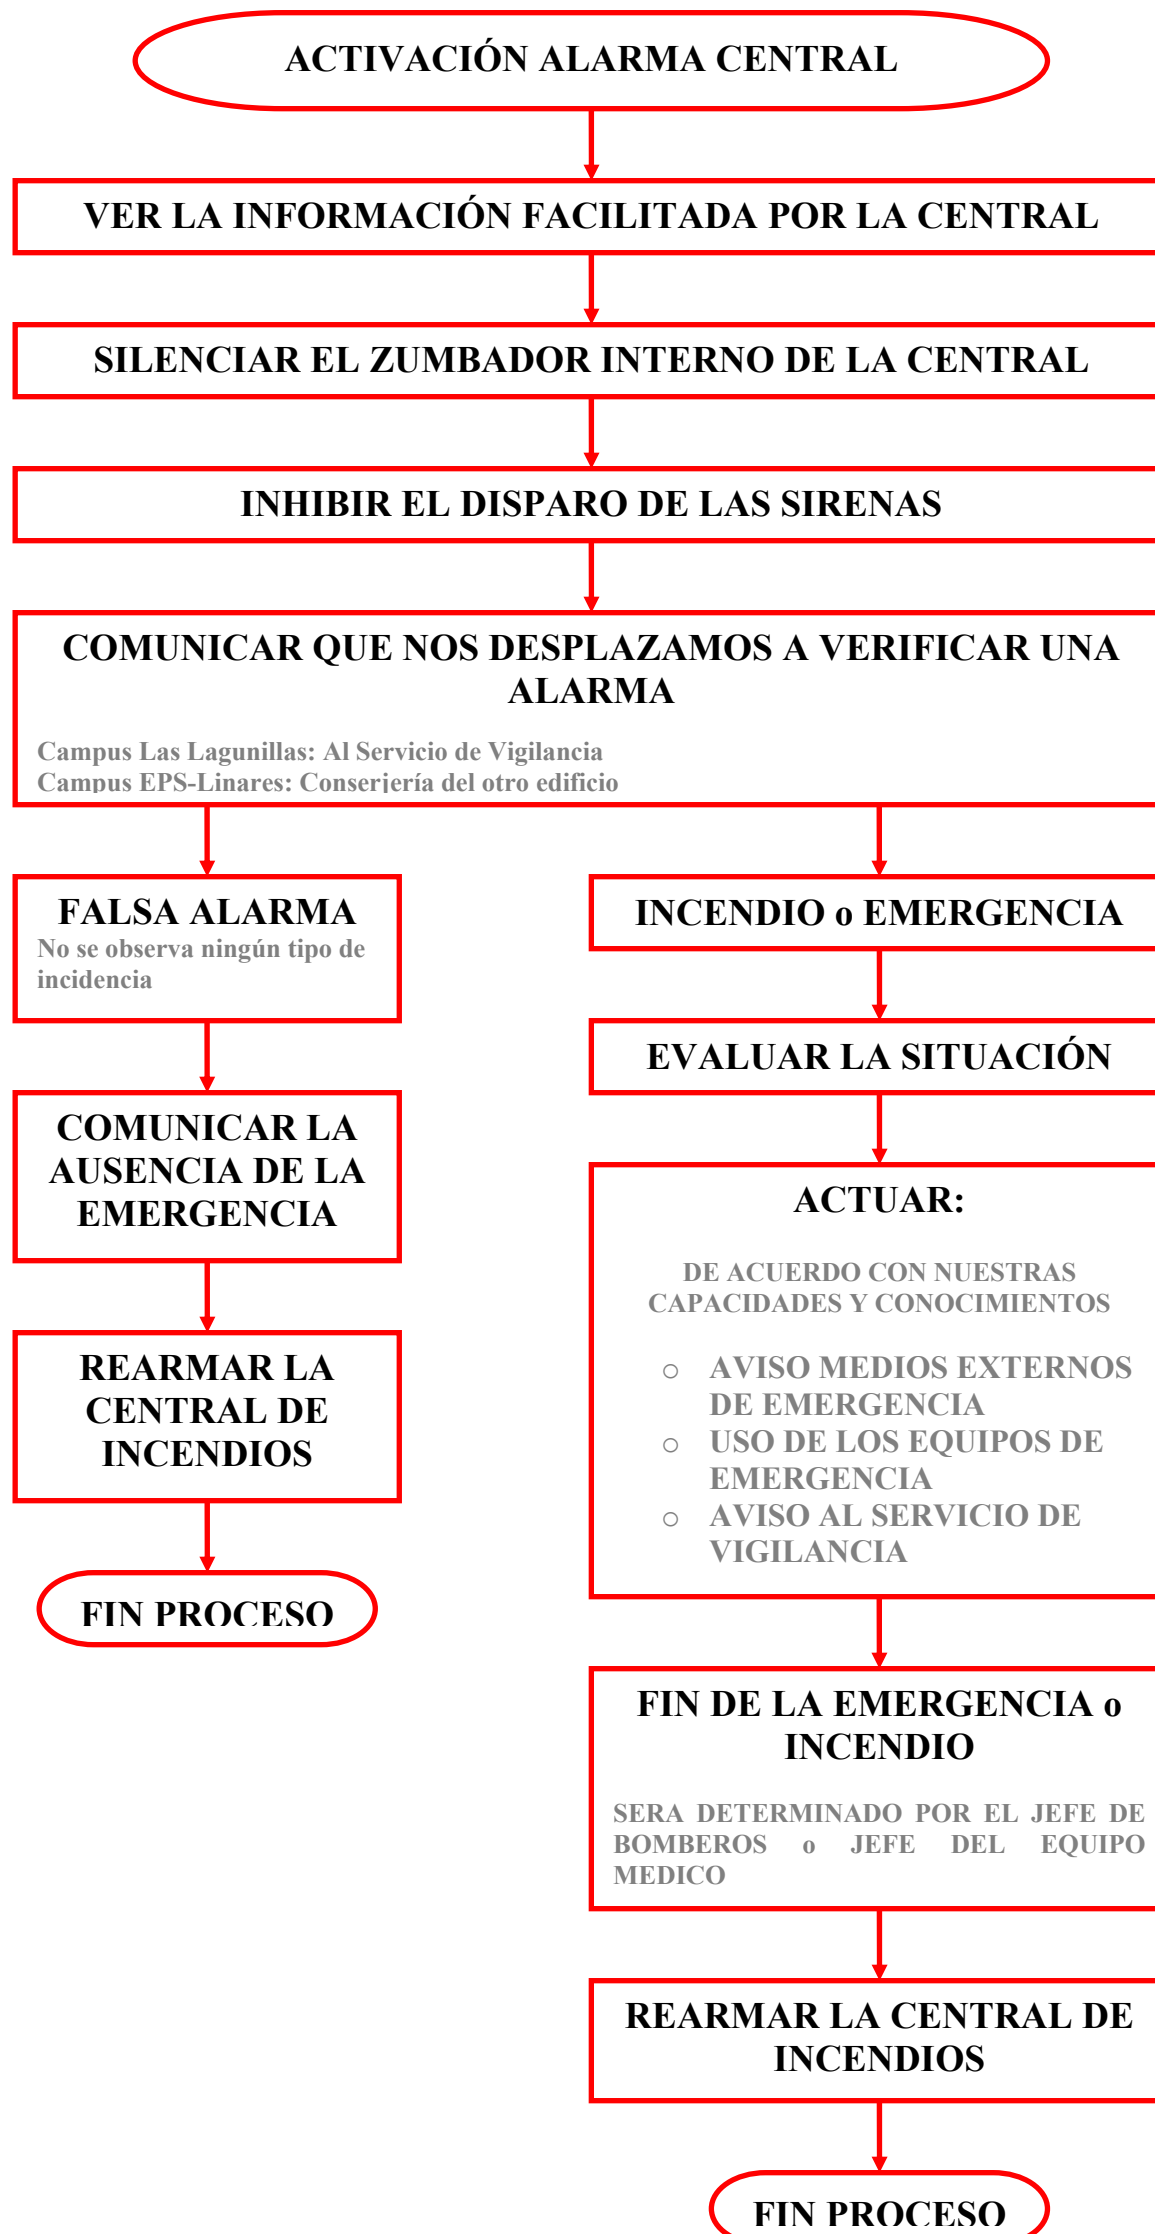 ACTIVACIÓN ALARMA CENTRAL
VER LA INFORMACIÓN FACILITADA POR LA CENTRAL
SILENCIAR EL ZUMBADOR INTERNO DE LA CENTRAL
INHIBIR EL DISPARO DE LAS SIRENAS
COMUNICAR QUE NOS DESPLAZAMOS A VERIFICAR UNA
ALARMA
Campus Las Lagunillas: Al Servicio de Vigilancia
Campus EPS-Linares: Conserjería del otro edificio
FALSA ALARMA
No se observa ningún tipo de
incidencia
COMUNICAR LA
AUSENCIA DE LA
EMERGENCIA
REARMAR LA
CENTRAL DE
INCENDIOS
FIN PROCESO
INCENDIO o EMERGENCIA
EVALUAR LA SITUACIÓN
ACTUAR:
DE ACUERDO CON NUESTRAS
CAPACIDADES Y CONOCIMIENTOS
o AVISO MEDIOS EXTERNOS
DE EMERGENCIA
o USO DE LOS EQUIPOS DE
EMERGENCIA
o AVISO AL SERVICIO DE
VIGILANCIA
FIN DE LA EMERGENCIA o
INCENDIO
SERA DETERMINADO POR EL JEFE DE
BOMBEROS o JEFE DEL EQUIPO
MEDICO
REARMAR LA CENTRAL DE
INCENDIOS
FIN PROCESO